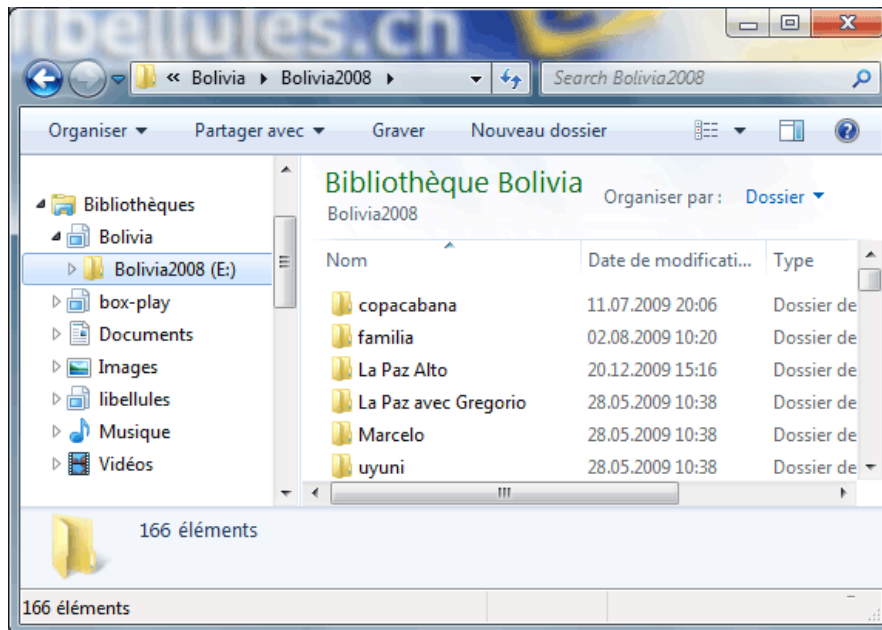 libellules.ch
« Bolivia ▸ Bolivia2008 ▸
Search Bolivia2008
Organiser ▼ Partager avec ▼ Graver Nouveau dossier
Bibliothèques
Bolivia
Bolivia2008 (E:)
box-play
Documents
Images
libellules
Musique
Vidéos
Bibliothèque Bolivia
Bolivia2008
Organiser par : Dossier ▼
Nom Date de modificati... Type
copacabana 11.07.2009 20:06 Dossier de
familia 02.08.2009 10:20 Dossier de
La Paz Alto 20.12.2009 15:16 Dossier de
La Paz avec Gregorio 28.05.2009 10:38 Dossier de
Marcelo 28.05.2009 10:38 Dossier de
uyuni 28.05.2009 10:38 Dossier de
166 éléments
166 éléments